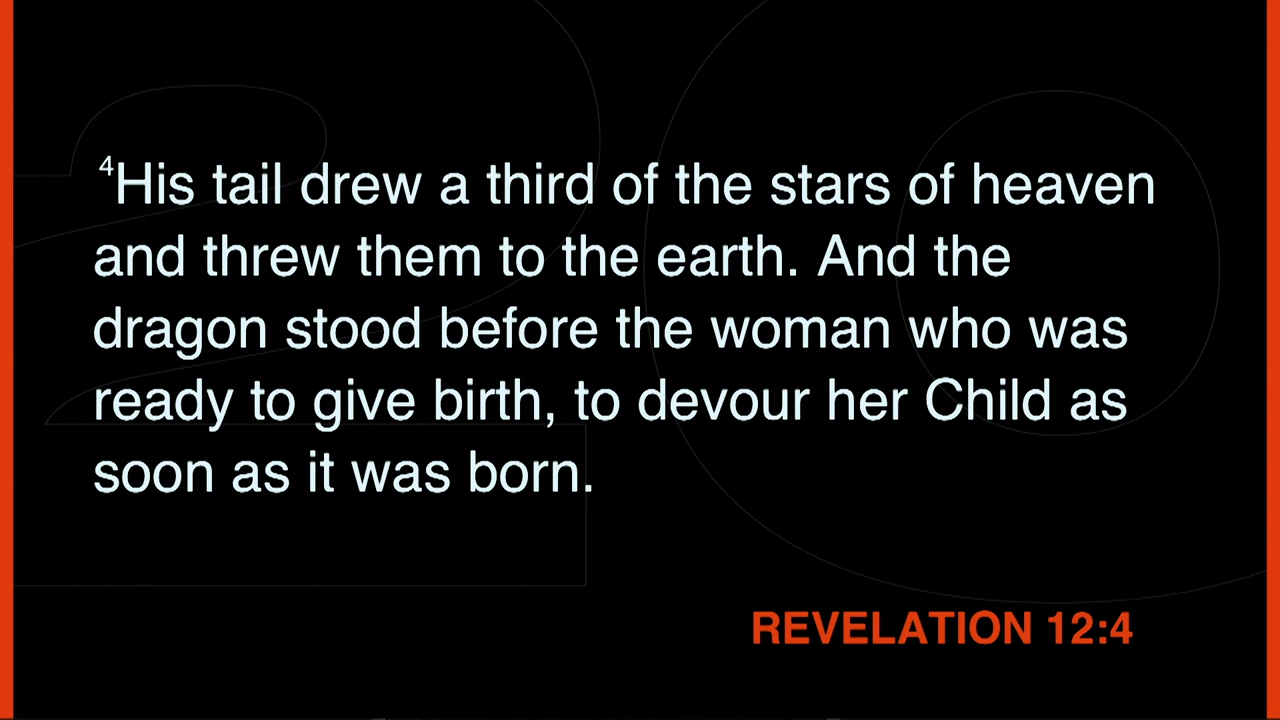 4His tail drew a third of the stars of heaven
and threw them to the earth. And the
dragon stood before the woman who was
ready to give birth, to devour her Child as
soon as it was born.
REVELATION 12:4